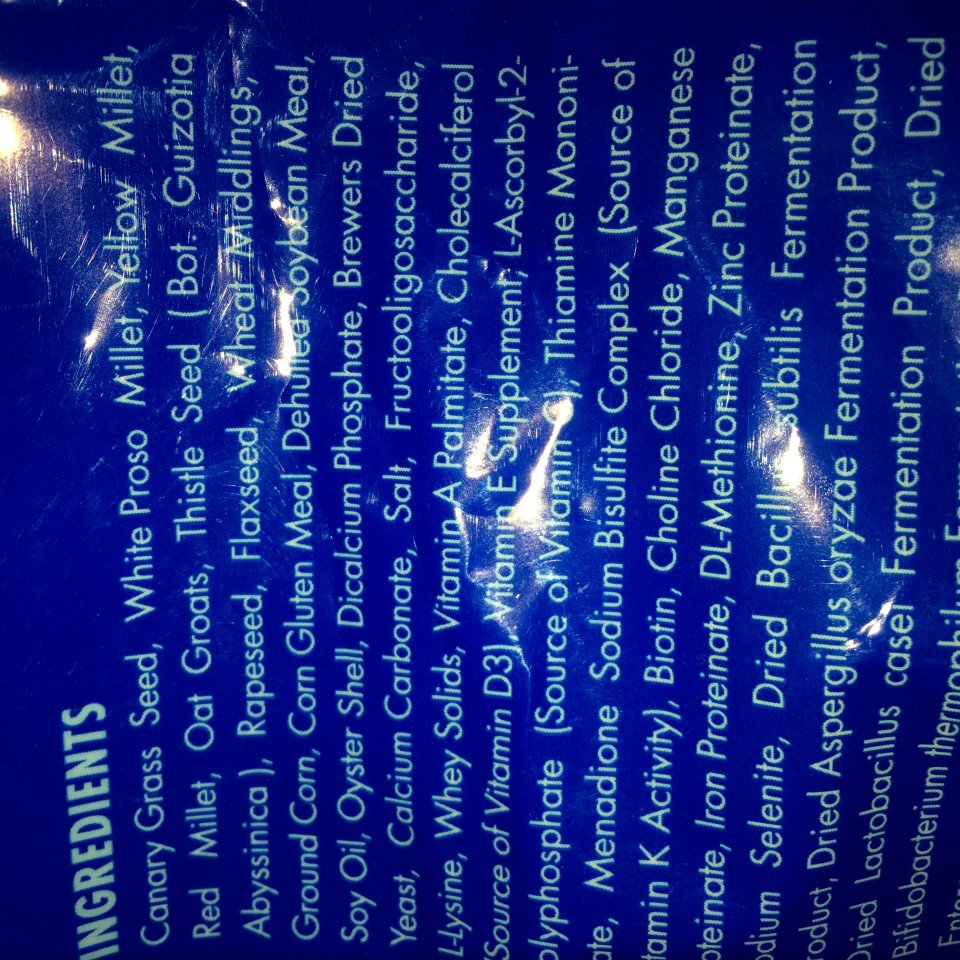 INGREDIENTS
Canary Grass Seed, White Proso Millet, Yellow Millet,
Red Millet, Oat Groats, Thistle Seed (Bot Guizotia
Abyssinica), Rapeseed, Flaxseed, Wheat Middlings,
Ground Corn, Corn Gluten Meal, Dehulled Soybean Meal,
Soy Oil, Oyster Shell, Dicalcium Phosphate, Brewers Dried
Yeast, Calcium Carbonate, Salt, Fructooligosaccharide,
L-Lysine, Whey Solids, Vitamin A Palmitate, Cholecalciferol
(Source of Vitamin D3), Vitamin E Supplement, L-Ascorbyl-2-
olyphosphate (Source of Vitamin ), Thiamine Mononi-
ate, Menadione Sodium Bisulfite Complex (Source of
tamin K Activity), Biotin, Choline Chloride, Manganese
oteinate, Iron Proteinate, DL-Methionine, Zinc Proteinate,
odium Selenite, Dried Bacillus subtilis Fermentation
roduct, Dried Aspergillus oryzae Fermentation Product,
Dried Lactobacillus casei Fermentation Product, Dried
Bifidobacterium thermophilum